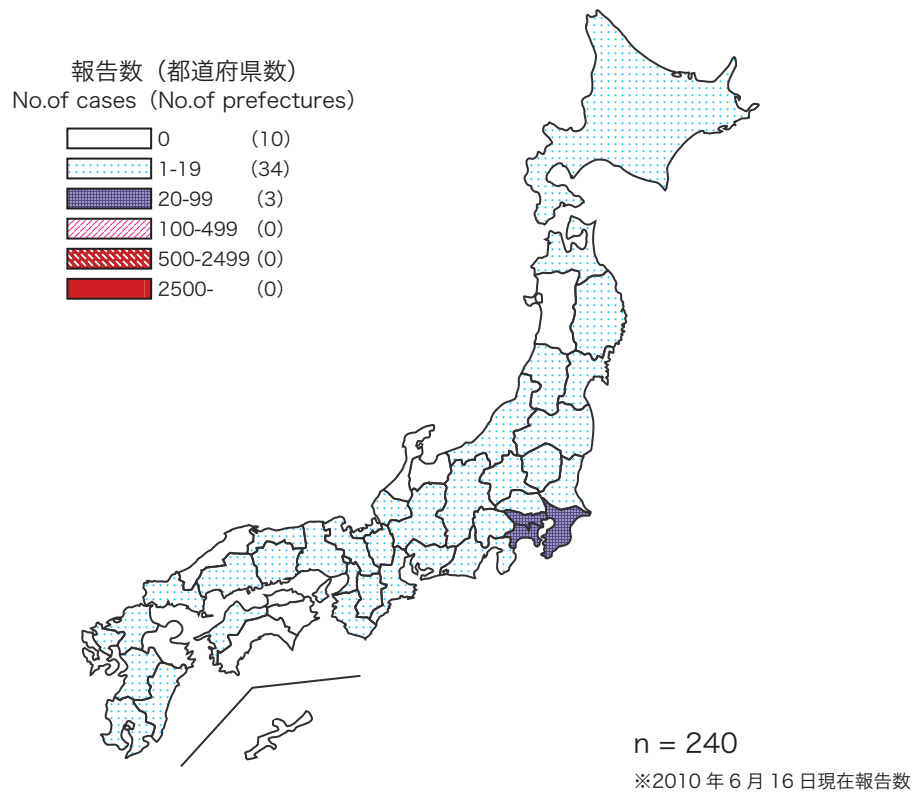 報告数（都道府県数）
No.of cases（No.of prefectures）
0 (10)
1-19 (34)
20-99 (3)
100-499 (0)
500-2499 (0)
2500- (0)
n = 240
※2010 年 6 月 16 日現在報告数